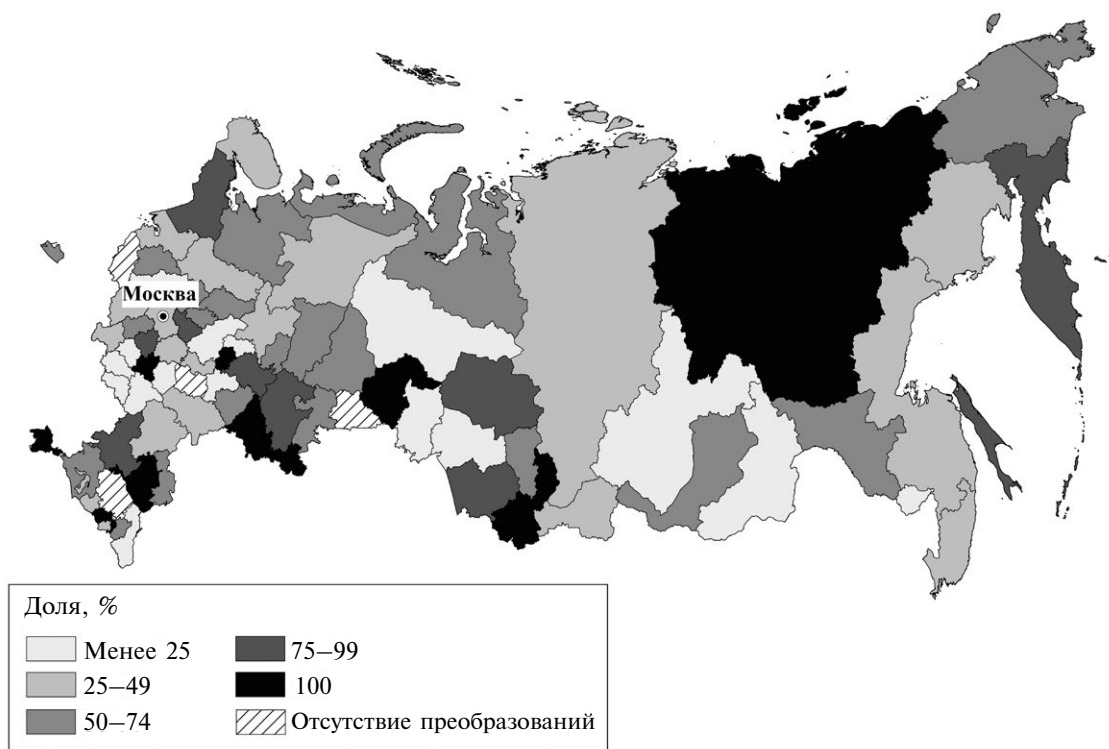 Москва
Доля, %
Менее 25
25–49
50–74
75–99
100
Отсутствие преобразований